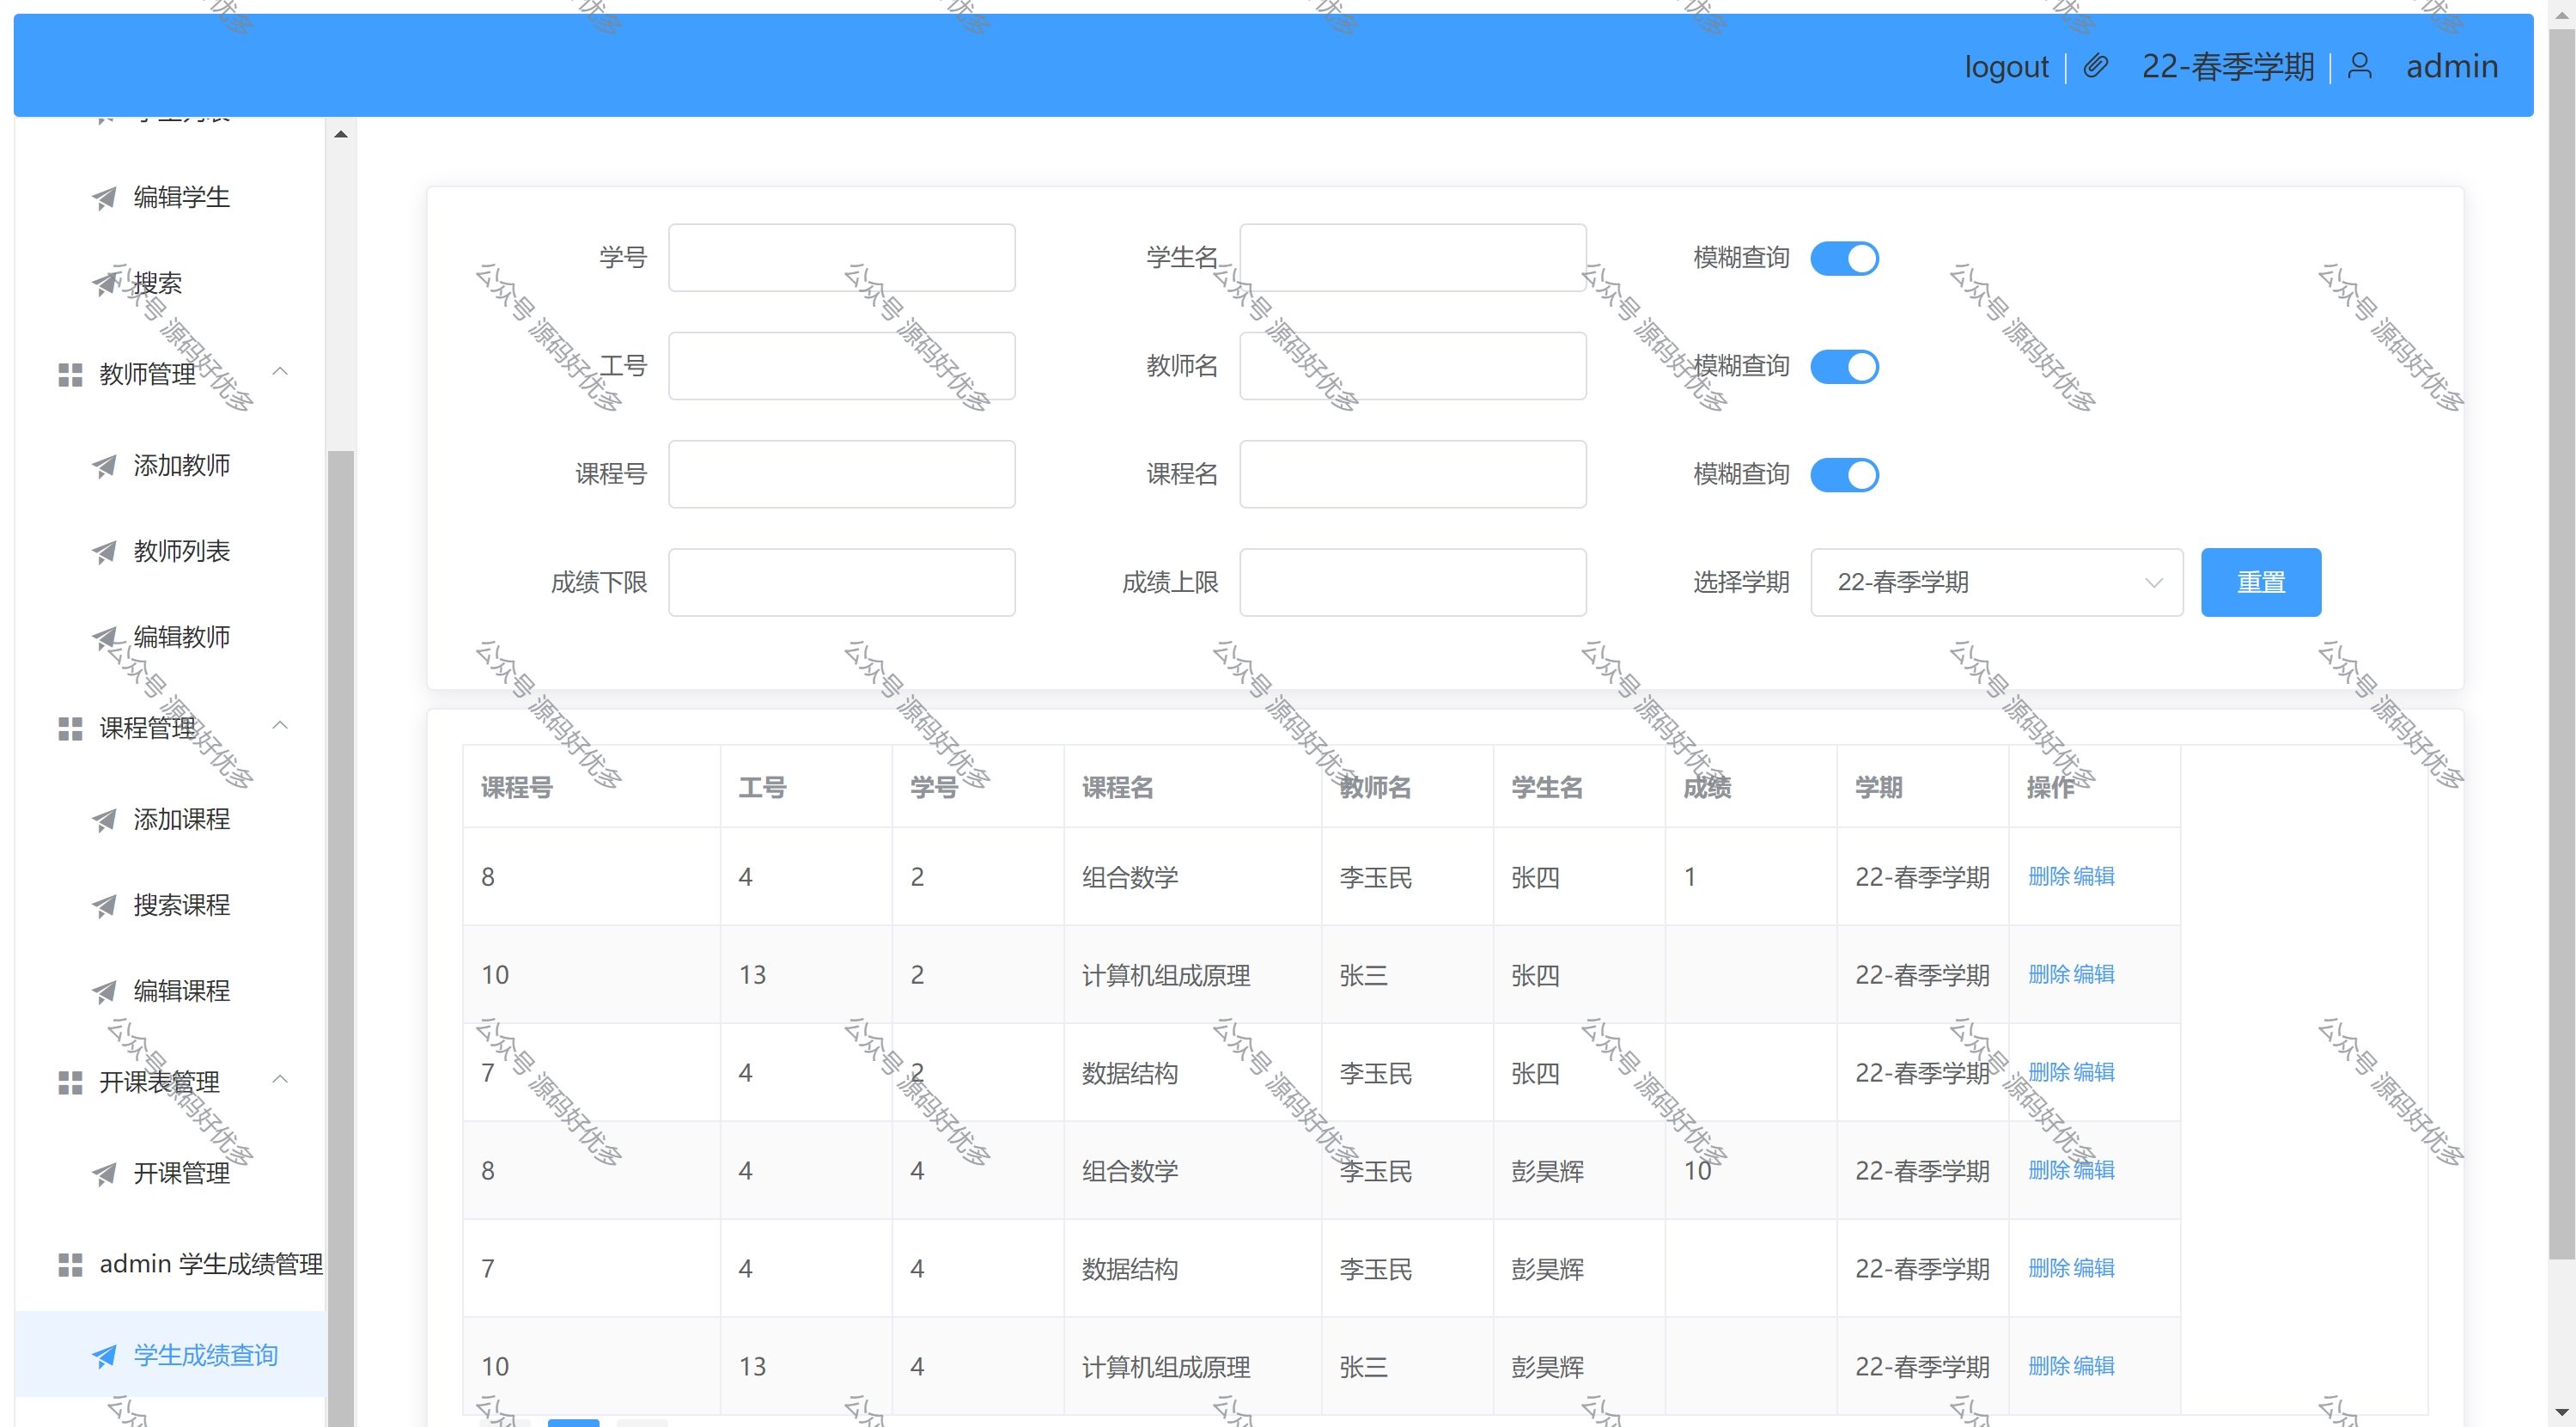 logout
22-春季学期
admin
学生列表
编辑学生
搜索
教师管理
添加教师
教师列表
编辑教师
课程管理
添加课程
搜索课程
编辑课程
开课表管理
开课管理
admin 学生成绩管理
学生成绩查询
学号
学生名
模糊查询
工号
教师名
模糊查询
课程号
课程名
模糊查询
成绩下限
成绩上限
选择学期
22-春季学期
重置
课程号 工号 学号 课程名 教师名 学生名 成绩 学期 操作
8 4 2 组合数学 李玉民 张四 1 22-春季学期 删除 编辑
10 13 2 计算机组成原理 张三 张四 22-春季学期 删除 编辑
7 4 2 数据结构 李玉民 张四 22-春季学期 删除 编辑
8 4 4 组合数学 李玉民 彭昊辉 10 22-春季学期 删除 编辑
7 4 4 数据结构 李玉民 彭昊辉 22-春季学期 删除 编辑
10 13 4 计算机组成原理 张三 彭昊辉 22-春季学期 删除 编辑
公众号 源码好优多